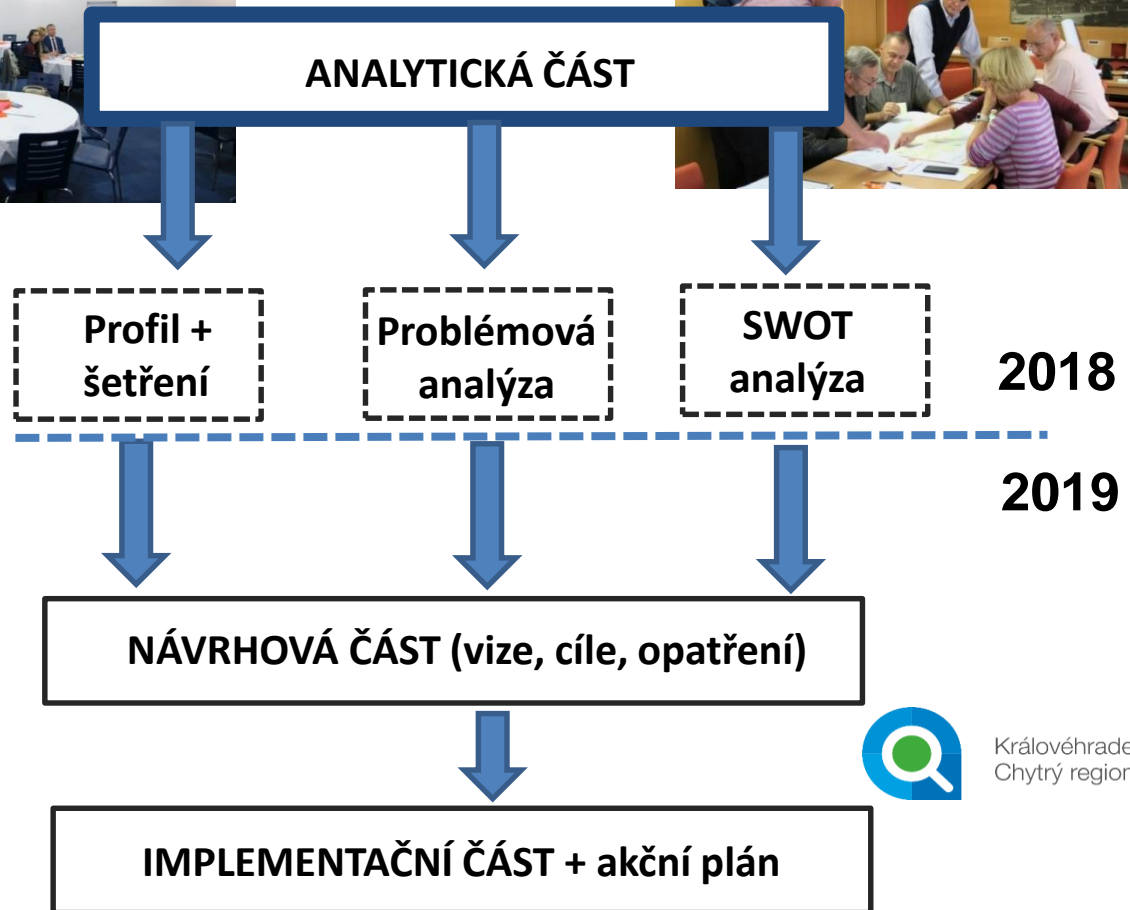 ANALYTICKÁ ČÁST
Profil +
šetření
Problémová
analýza
SWOT
analýza
2018
2019
NÁVRHOVÁ ČÁST (vize, cíle, opatření)
Královéhrade
Chytrý region
IMPLEMENTAČNÍ ČÁST + akční plán